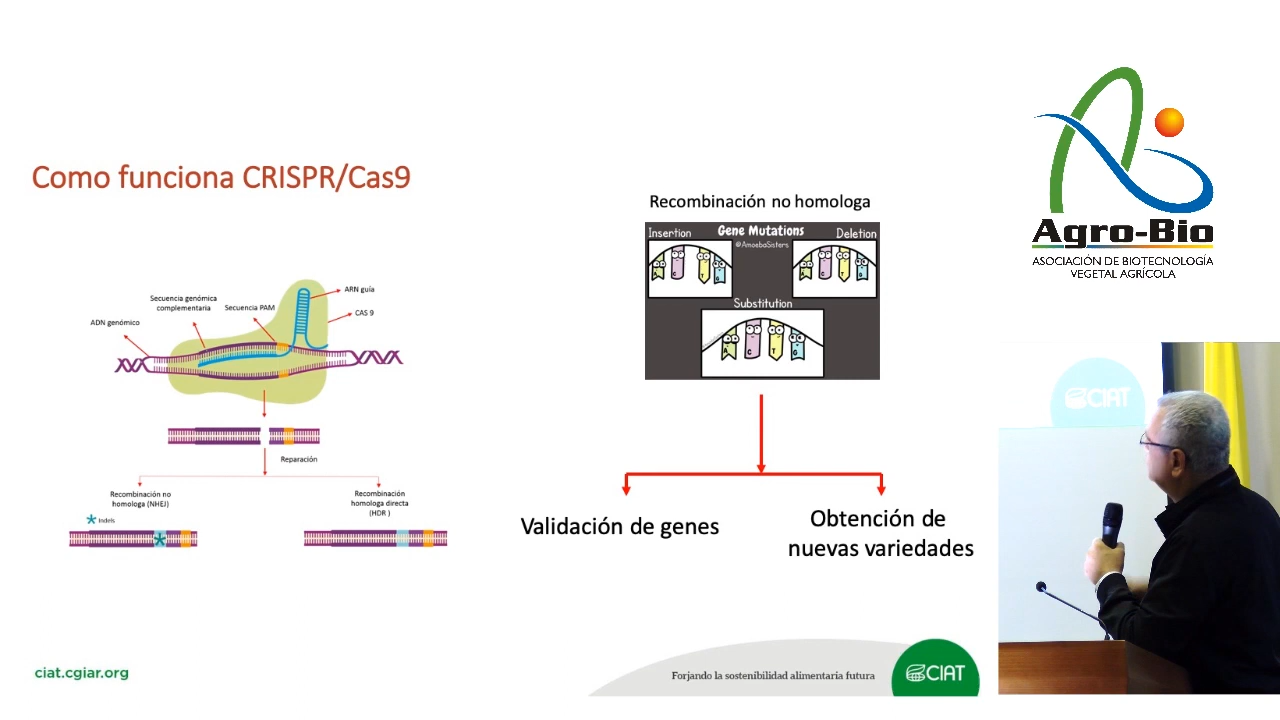 Como funciona CRISPR/Cas9
ADN genómico
Secuencia genómica
complementaria
Secuencia PAM
ARN guía
CAS 9
Reparación
Recombinación no
homologa (NHEJ)
Indels
Recombinación
homologa directa
(HDR )
Recombinación no homologa
Gene Mutations
@AmoebaSisters
Insertion
Deletion
Substitution
A
C
T
G
A
C
T
G
A
C
T
G
Validación de genes
Obtención de
nuevas variedades
ciat.cgiar.org
Forjando la sostenibilidad alimentaria futura
CIAT
Agro-Bio
ASOCIACIÓN DE BIOTECNOLOGÍA
VEGETAL AGRÍCOLA
CIAT